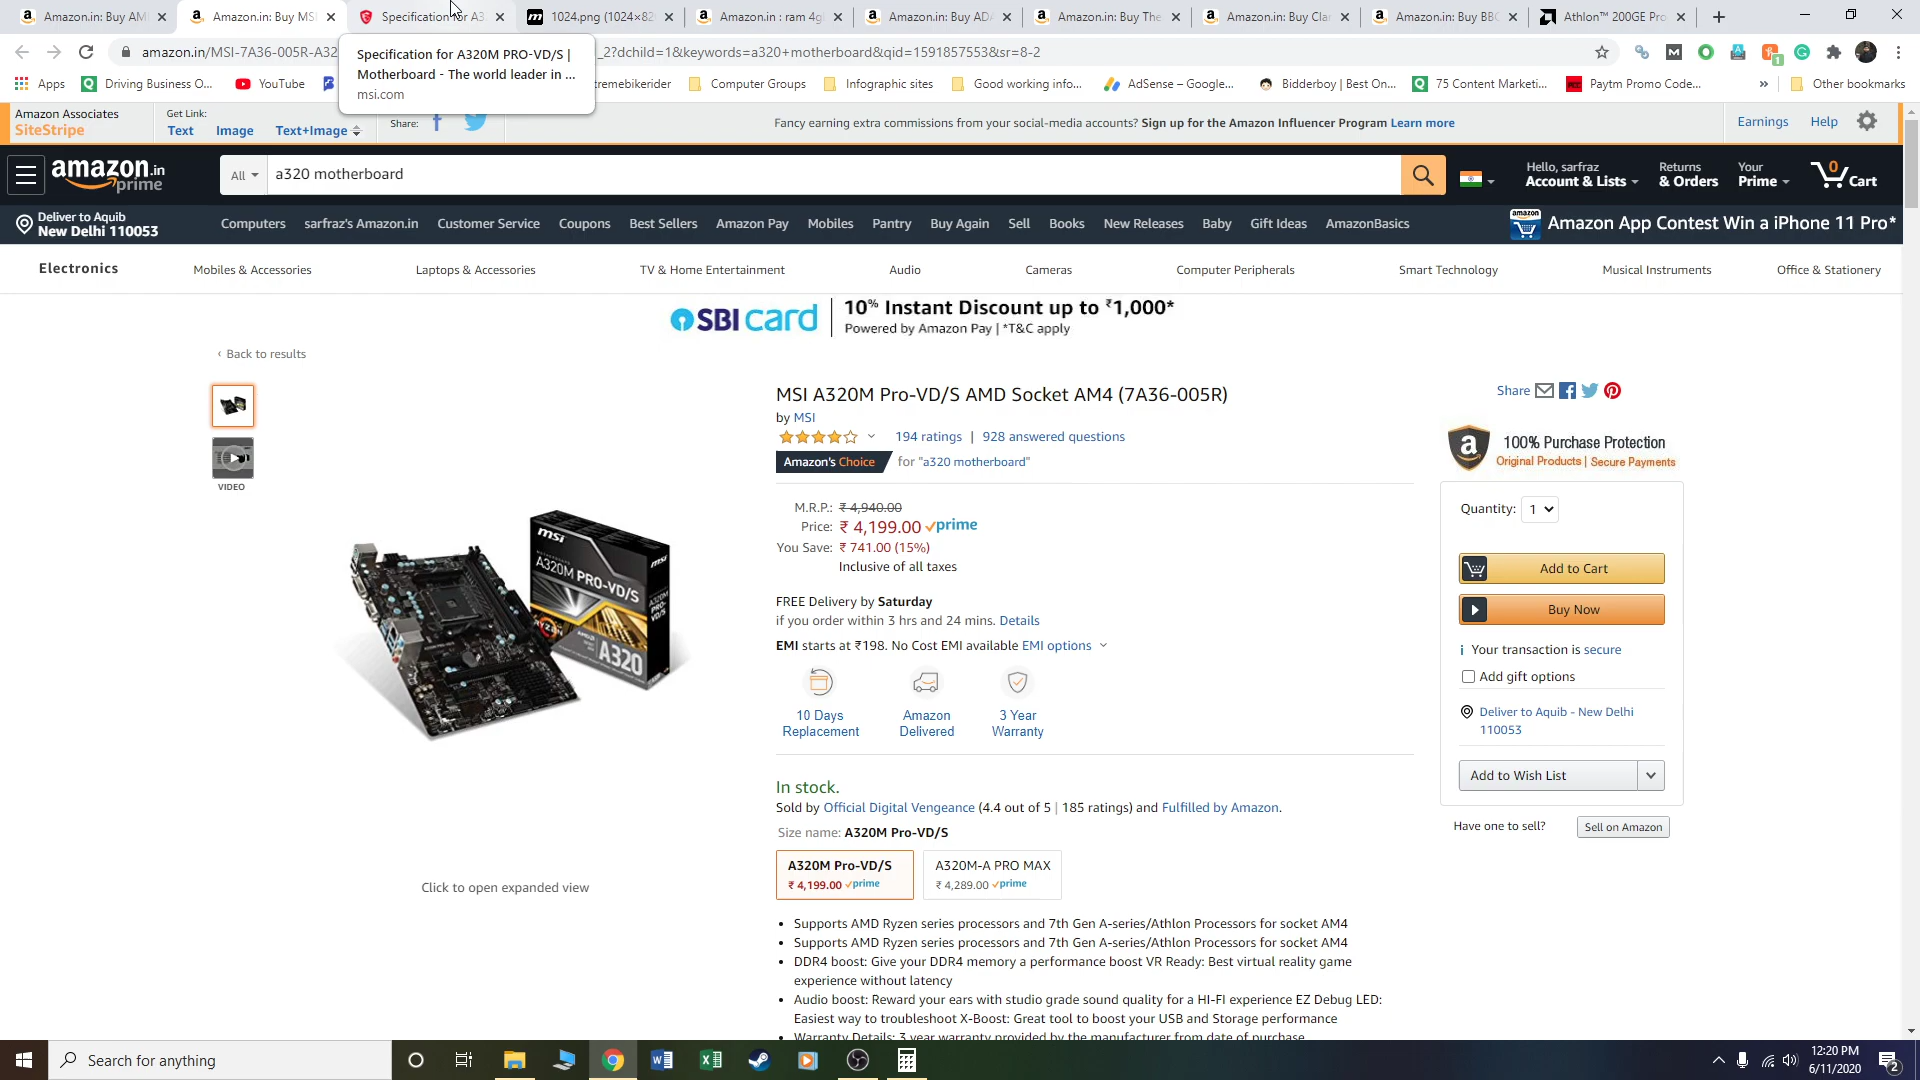 Amazon.in: Buy AM
Amazon.in: Buy MS
Specification for A3
1024.png (1024×82
Amazon.in : ram 4g
Amazon.in: Buy AD
Amazon.in: Buy The
Amazon.in: Buy Cla
Amazon.in: Buy BB
Athlon™ 200GE Pro
amazon.in/MSI-7A36-005R-A32
_2?dchild=1&keywords=a320+motherboard&qid=1591857553&sr=8-2
Specification for A320M PRO-VD/S |
Motherboard - The world leader in ...
msi.com
Apps
Driving Business O...
YouTube
tremebikerider
Computer Groups
Infographic sites
Good working info...
AdSense – Google...
Bidderboy | Best On...
75 Content Marketi...
Paytm Promo Code...
»
Other bookmarks
Amazon Associates
SiteStripe
Get Link:
Text
Image
Text+Image
Share:
Fancy earning extra commissions from your social-media accounts? Sign up for the Amazon Influencer Program Learn more
Earnings
Help
amazon.in
prime
All
a320 motherboard
Hello, sarfraz
Account & Lists
Returns
& Orders
Your
Prime
0
Cart
Deliver to Aquib
New Delhi 110053
Computers
sarfraz's Amazon.in
Customer Service
Coupons
Best Sellers
Amazon Pay
Mobiles
Pantry
Buy Again
Sell
Books
New Releases
Baby
Gift Ideas
AmazonBasics
amazon
Amazon App Contest Win a iPhone 11 Pro*
Electronics
Mobiles & Accessories
Laptops & Accessories
TV & Home Entertainment
Audio
Cameras
Computer Peripherals
Smart Technology
Musical Instruments
Office & Stationery
SBI card
10% Instant Discount up to ₹1,000*
Powered by Amazon Pay | *T&C apply
‹ Back to results
VIDEO
msi
A320M PRO-VD/S
RYZEN
A320
Click to open expanded view
MSI A320M Pro-VD/S AMD Socket AM4 (7A36-005R)
by MSI
194 ratings | 928 answered questions
Amazon's Choice for "a320 motherboard"
M.R.P.: ₹ 4,940.00
Price: ₹ 4,199.00 prime
You Save: ₹ 741.00 (15%)
Inclusive of all taxes
FREE Delivery by Saturday
if you order within 3 hrs and 24 mins. Details
EMI starts at ₹198. No Cost EMI available EMI options
10 Days
Replacement
Amazon
Delivered
3 Year
Warranty
In stock.
Sold by Official Digital Vengeance (4.4 out of 5 | 185 ratings) and Fulfilled by Amazon.
Size name: A320M Pro-VD/S
A320M Pro-VD/S
₹ 4,199.00 prime
A320M-A PRO MAX
₹ 4,289.00 prime
• Supports AMD Ryzen series processors and 7th Gen A-series/Athlon Processors for socket AM4
• Supports AMD Ryzen series processors and 7th Gen A-series/Athlon Processors for socket AM4
• DDR4 boost: Give your DDR4 memory a performance boost VR Ready: Best virtual reality game
experience without latency
• Audio boost: Reward your ears with studio grade sound quality for a HI-FI experience EZ Debug LED:
Easiest way to troubleshoot X-Boost: Great tool to boost your USB and Storage performance
• Warranty Details: 3 year warranty provided by the manufacturer from date of purchase
Share
100% Purchase Protection
Original Products | Secure Payments
Quantity: 1
Add to Cart
Buy Now
Your transaction is secure
Add gift options
Deliver to Aquib - New Delhi
110053
Add to Wish List
Have one to sell?
Sell on Amazon
Search for anything
12:20 PM
6/11/2020
2